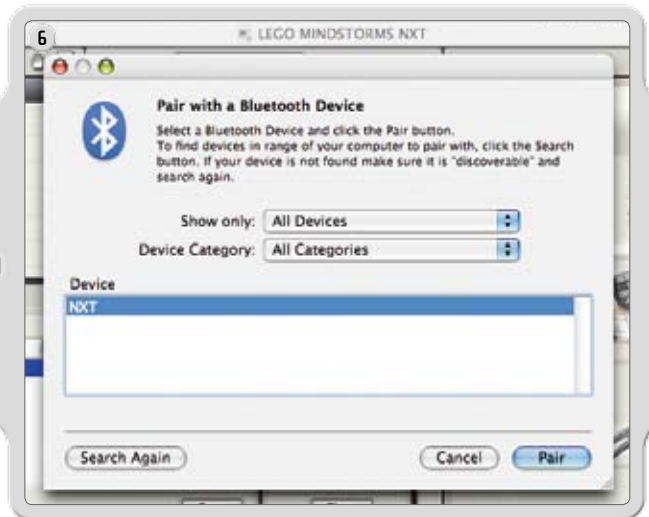 6
LEGO MINDSTORMS NXT
Pair with a Bluetooth Device
Select a Bluetooth Device and click the Pair button.
To find devices in range of your computer to pair with, click the Search
button. If your device is not found make sure it is "discoverable" and
search again.
Show only: All Devices
Device Category: All Categories
Device
NXT
Search Again Cancel Pair